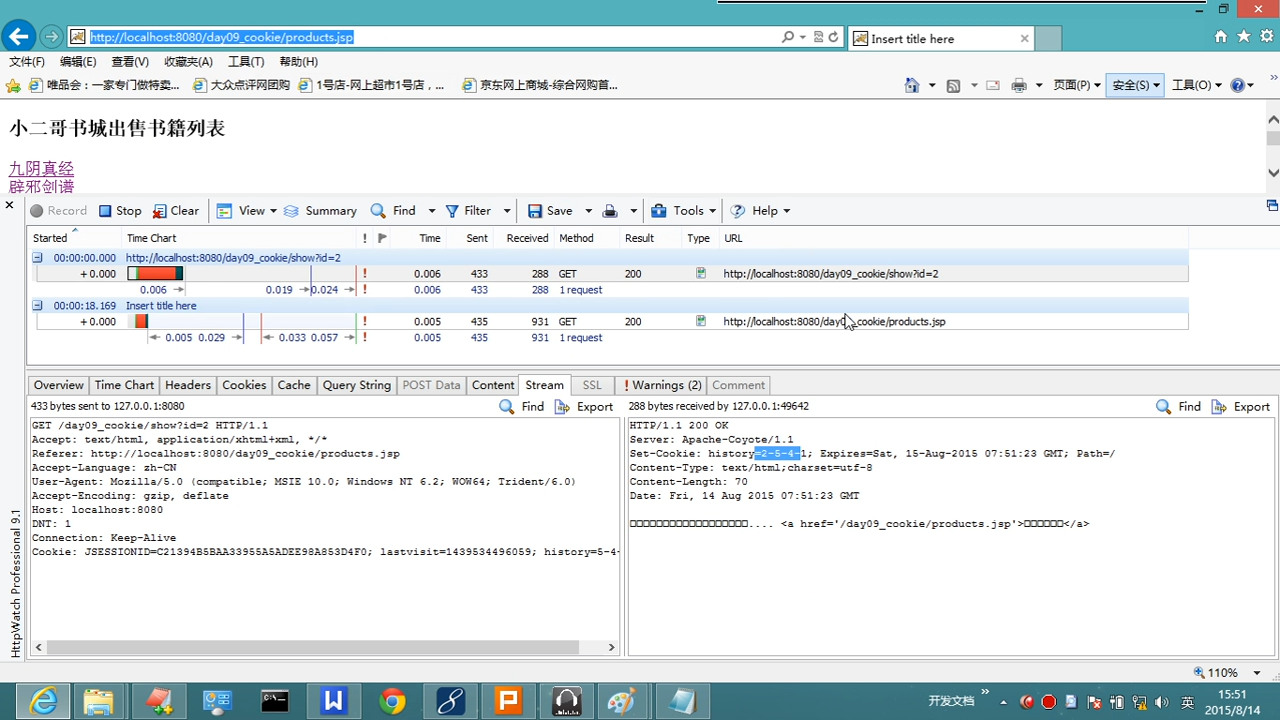 http://localhost:8080/day09_cookie/products.jsp
Insert title here
文件(F) 编辑(E) 查看(V) 收藏夹(A) 工具(T) 帮助(H)
唯品会：一家专门做特卖... 大众点评网团购 1号店-网上超市1号店，... 京东网上商城-综合网购首... 页面(P) 安全(S) 工具(O)
小二哥书城出售书籍列表
九阴真经
辟邪剑谱
Record Stop Clear View Summary Find Filter Save Tools Help
Started Time Chart ! Time Sent Received Method Result Type URL
00:00:00.000 http://localhost:8080/day09_cookie/show?id=2
+ 0.000 ! 0.006 433 288 GET 200 http://localhost:8080/day09_cookie/show?id=2
0.006 0.019 0.024 ! 0.006 433 288 1 request
00:00:18.169 Insert title here
+ 0.000 ! 0.005 435 931 GET 200 http://localhost:8080/day09_cookie/products.jsp
0.005 0.029 0.033 0.057 ! 0.005 435 931 1 request
Overview Time Chart Headers Cookies Cache Query String POST Data Content Stream SSL ! Warnings (2) Comment
433 bytes sent to 127.0.0.1:8080 Find Export 288 bytes received by 127.0.0.1:49642 Find Export
GET /day09_cookie/show?id=2 HTTP/1.1
Accept: text/html, application/xhtml+xml, */*
Referer: http://localhost:8080/day09_cookie/products.jsp
Accept-Language: zh-CN
User-Agent: Mozilla/5.0 (compatible; MSIE 10.0; Windows NT 6.2; WOW64; Trident/6.0)
Accept-Encoding: gzip, deflate
Host: localhost:8080
DNT: 1
Connection: Keep-Alive
Cookie: JSESSIONID=C21394B5BAA33955A5ADEE98A853D4F0; lastvisit=1439534496059; history=5-4-
HTTP/1.1 200 OK
Server: Apache-Coyote/1.1
Set-Cookie: history=2-5-4-1; Expires=Sat, 15-Aug-2015 07:51:23 GMT; Path=/
Content-Type: text/html;charset=utf-8
Content-Length: 70
Date: Fri, 14 Aug 2015 07:51:23 GMT
.... <a href='/day09_cookie/products.jsp'>□□□□□□</a>
HttpWatch Professional 9.1
110%
开发文档 英 15:51
2015/8/14